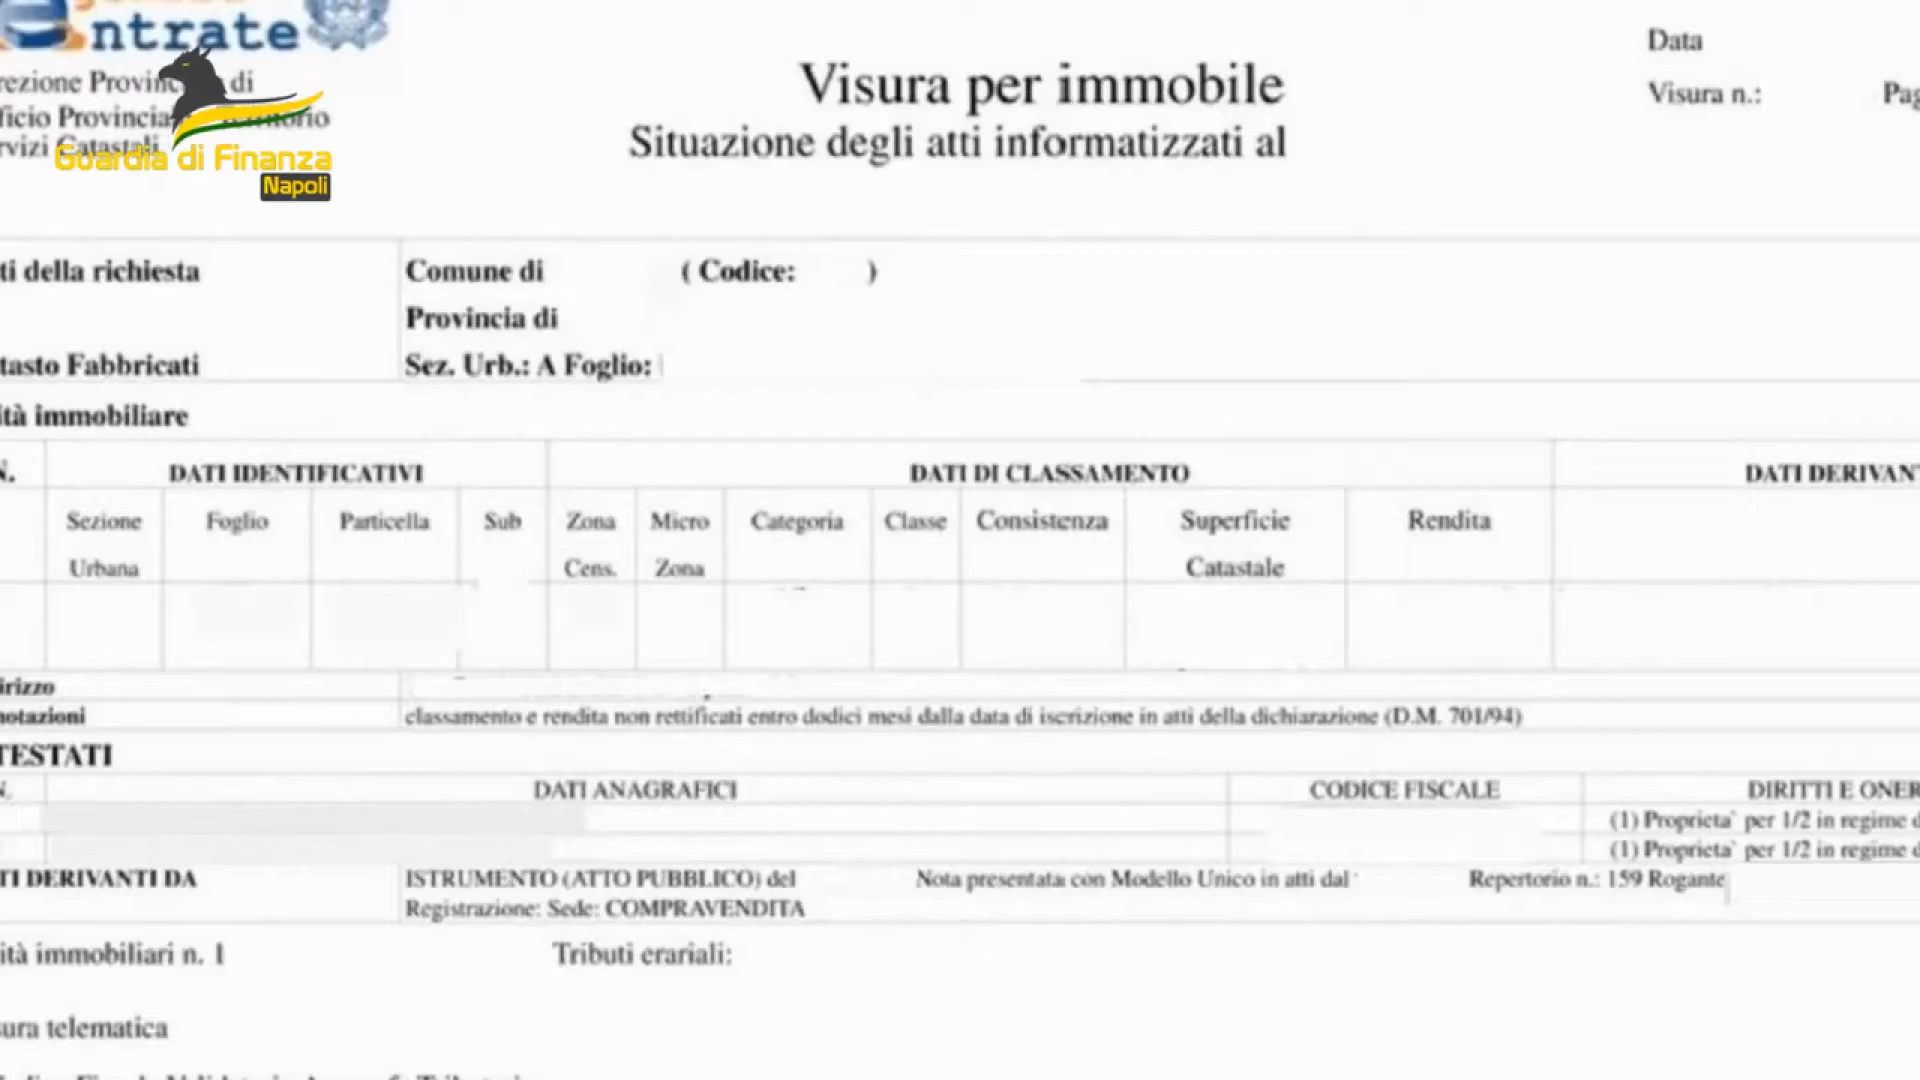 ntrate
Data
Visura per immobile
Visura n.:
Pag
rezione Provinc di
ficio Provincia Territorio
Situazione degli atti informatizzati al
rvizi Catastali
Guardia di Finanza
Napoli
ti della richiesta
Comune di ( Codice: )
Provincia di
tasto Fabbricati
Sez. Urb.: A Foglio:
ità immobiliare
N. DATI IDENTIFICATIVI DATI DI CLASSAMENTO DATI DERIVANT
Sezione Foglio Particella Sub Zona Micro Categoria Classe Consistenza Superficie Rendita
Urbana Cens. Zona Catastale
irizzo
notazioni classamento e rendita non rettificati entro dodici mesi dalla data di iscrizione in atti della dichiarazione (D.M. 701/94)
TESTATI
N. DATI ANAGRAFICI CODICE FISCALE DIRITTI E ONER
(1) Proprieta` per 1/2 in regime d
(1) Proprieta` per 1/2 in regime d
TI DERIVANTI DA ISTRUMENTO (ATTO PUBBLICO) del Nota presentata con Modello Unico in atti dal Repertorio n.: 159 Rogante
Registrazione: Sede: COMPRAVENDITA
ità immobiliari n. 1 Tributi erariali:
sura telematica